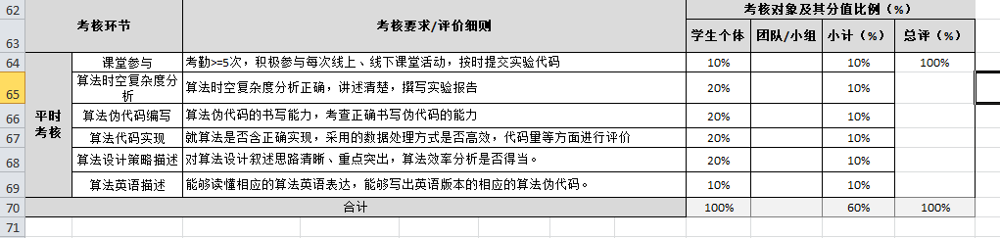 62
考核环节
考核要求/评价细则
考核对象及其分值比例（%）
63
学生个体
团队/小组
小计（%）
总评（%）
平时
考核
64
课堂参与
考勤>=5次，积极参与每次线上、线下课堂活动，按时提交实验代码
10%
10%
100%
65
算法时空复杂度分
析
算法时空复杂度分析正确，讲述清楚，撰写实验报告
20%
10%
66
算法伪代码编写
算法伪代码的书写能力，考查正确书写伪代码的能力
20%
10%
67
算法代码实现
就算法是否含正确实现，采用的数据处理方式是否高效，代码量等方面进行评价
20%
10%
68
算法设计策略描述
对算法设计叙述思路清晰、重点突出，算法效率分析是否得当。
20%
10%
69
算法英语描述
能够读懂相应的算法英语表达，能够写出英语版本的相应的算法伪代码。
10%
10%
70
合计
100%
60%
100%
71